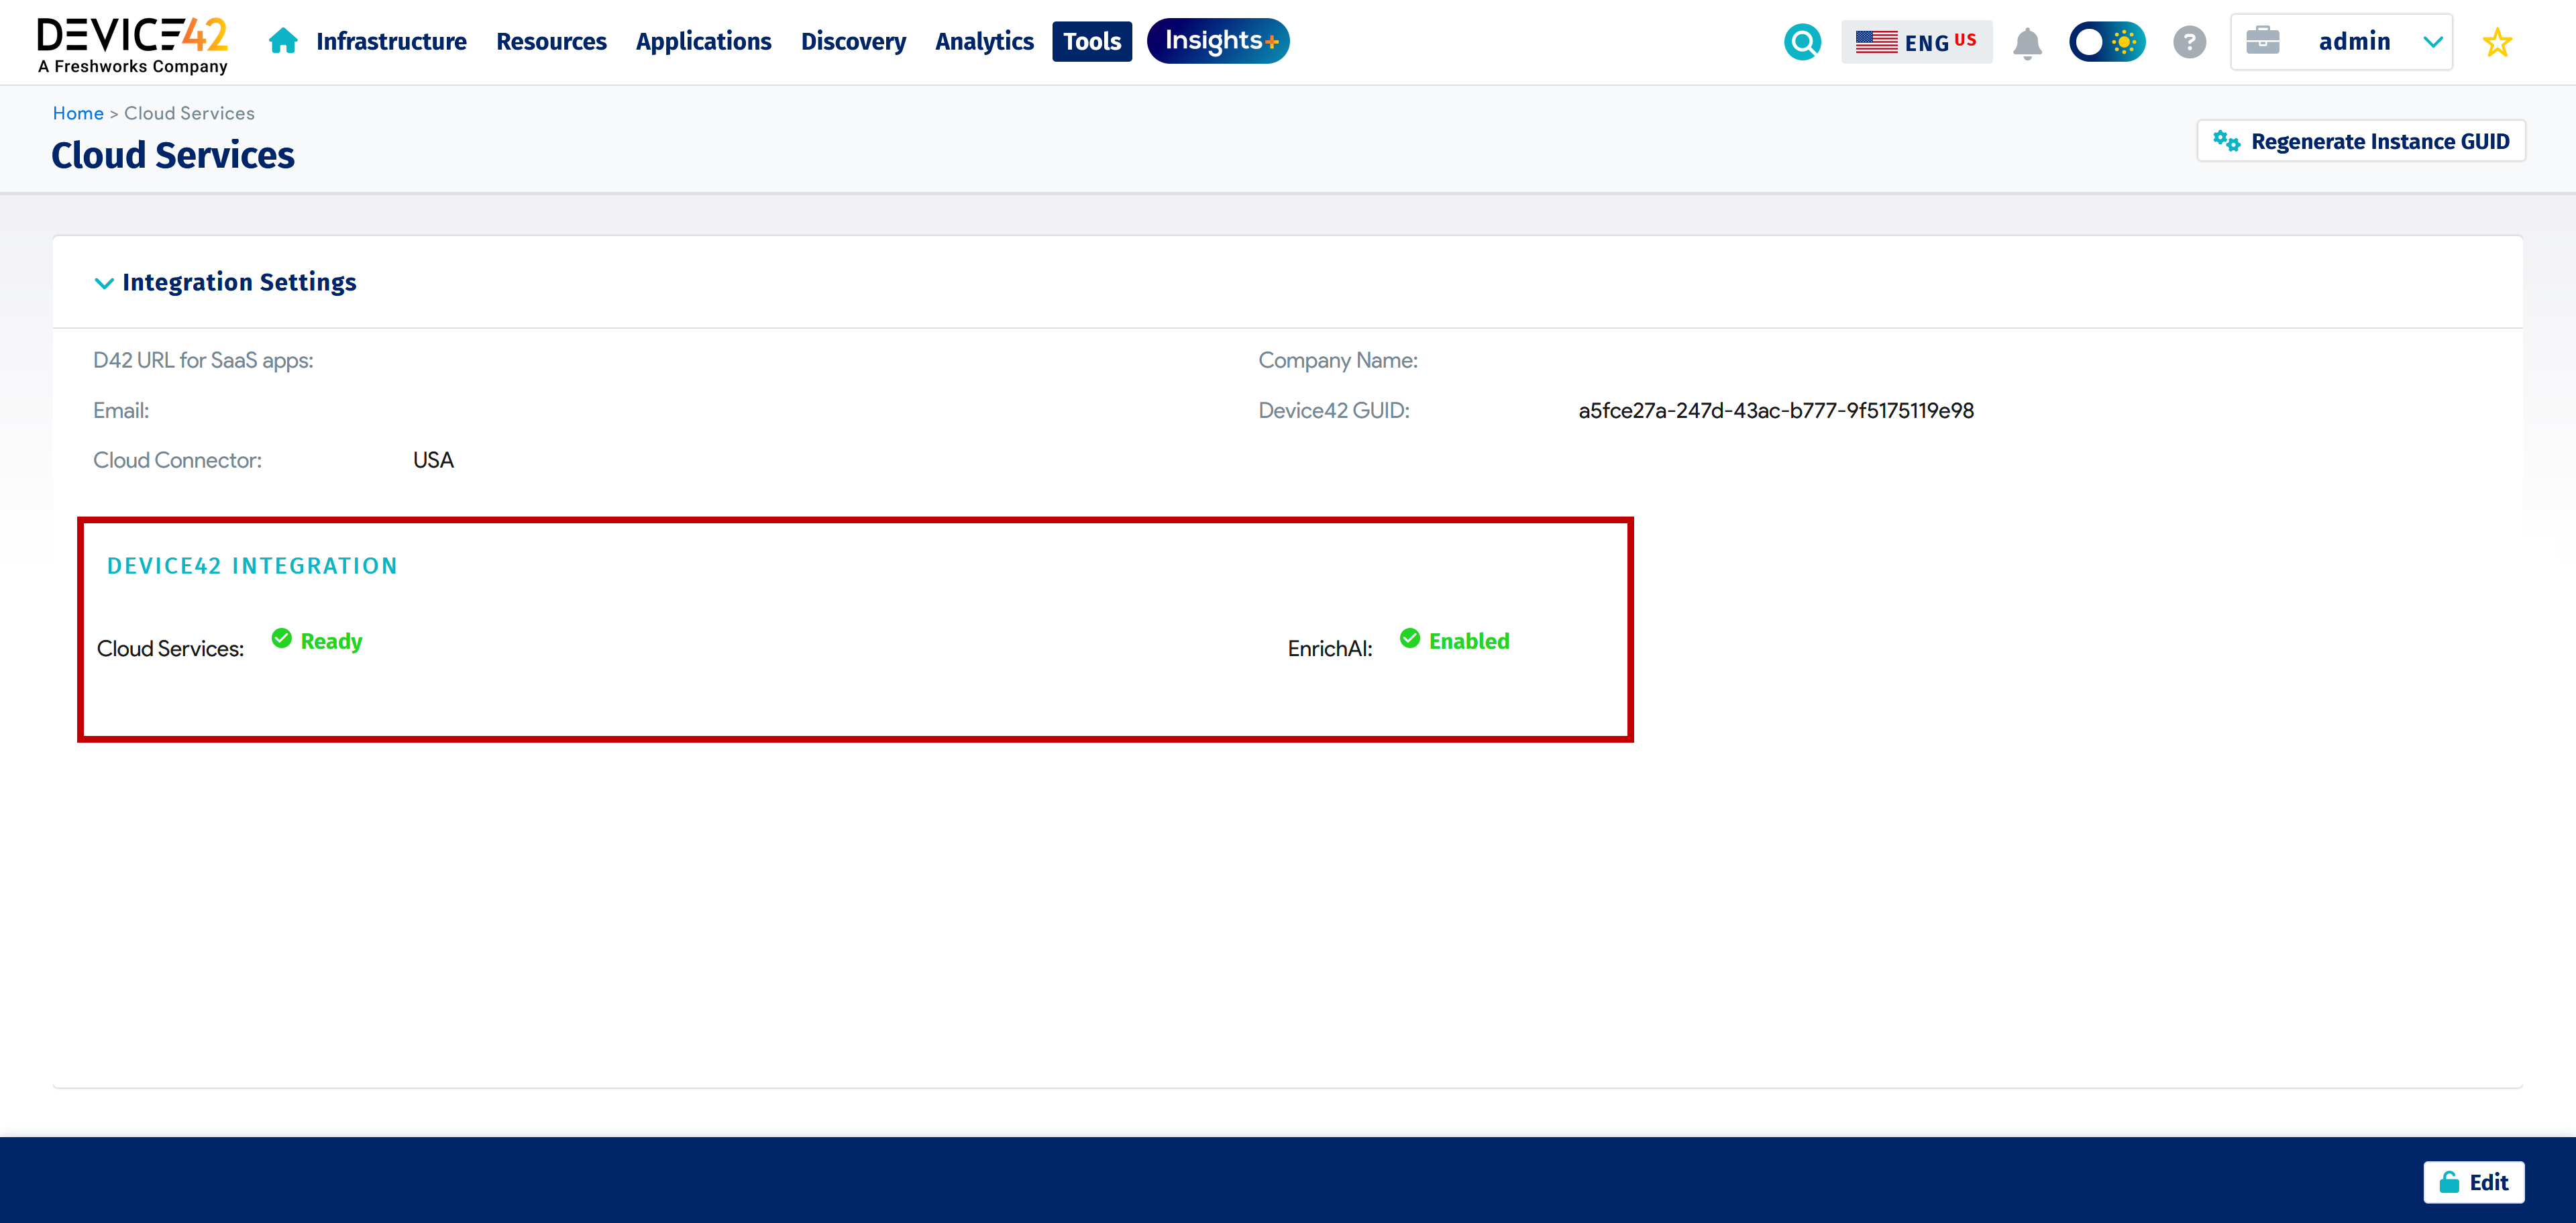 DEVICE42
A Freshworks Company
Infrastructure Resources Applications Discovery Analytics Tools Insights+
ENG US
?
admin
Home > Cloud Services
Cloud Services
Regenerate Instance GUID
Integration Settings
D42 URL for SaaS apps: Company Name:
Email: Device42 GUID: a5fce27a-247d-43ac-b777-9f5175119e98
Cloud Connector: USA
DEVICE42 INTEGRATION
Cloud Services: Ready EnrichAI: Enabled
Edit